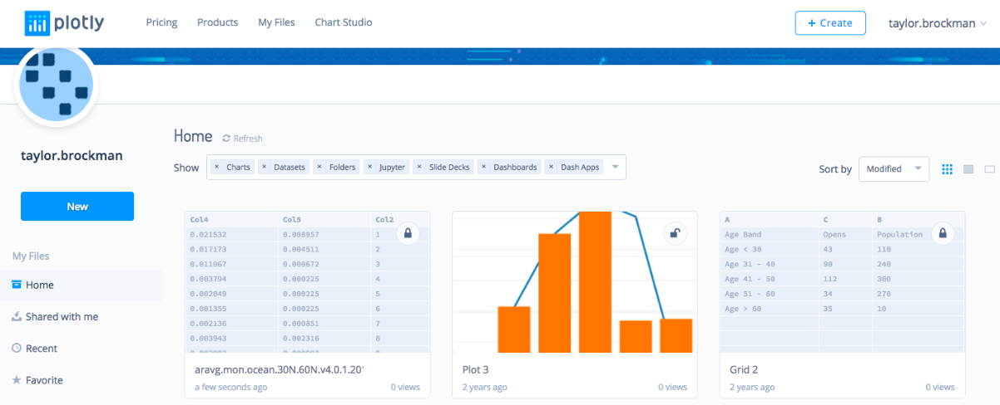 plotly Pricing Products My Files Chart Studio + Create taylor.brockman
taylor.brockman
New
My Files
Home
Shared with me
Recent
Favorite
Home Refresh
Show × Charts × Datasets × Folders × Jupyter × Slide Decks × Dashboards × Dash Apps
Sort by Modified
Col4 Col5 Col2
0.021532 0.008957 1
0.017173 0.004511 2
0.011067 0.000672 3
0.003794 0.000225 4
0.002049 0.000225 5
0.001355 0.000225 6
0.002136 0.000851 7
0.003943 0.002316 8
aravg.mon.ocean.30N.60N.v4.0.1.20
a few seconds ago 0 views
Plot 3
2 years ago 0 views
A C B
Age Band Opens Population
Age < 30 43 110
Age 31 - 40 90 240
Age 41 - 50 112 300
Age 51 - 60 34 270
Age > 60 35 10
Grid 2
2 years ago 0 views